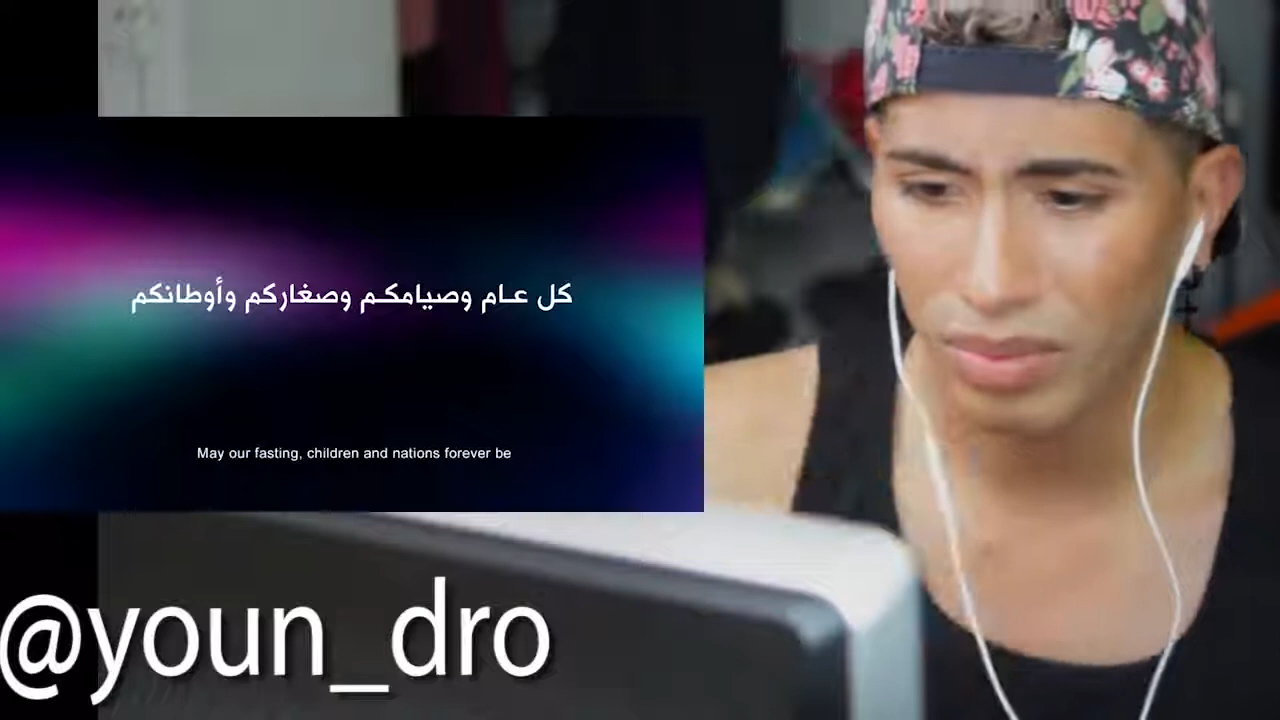 كل عام وصيامكم وصغاركم وأوطانكم
May our fasting, children and nations forever be
@youn_dro